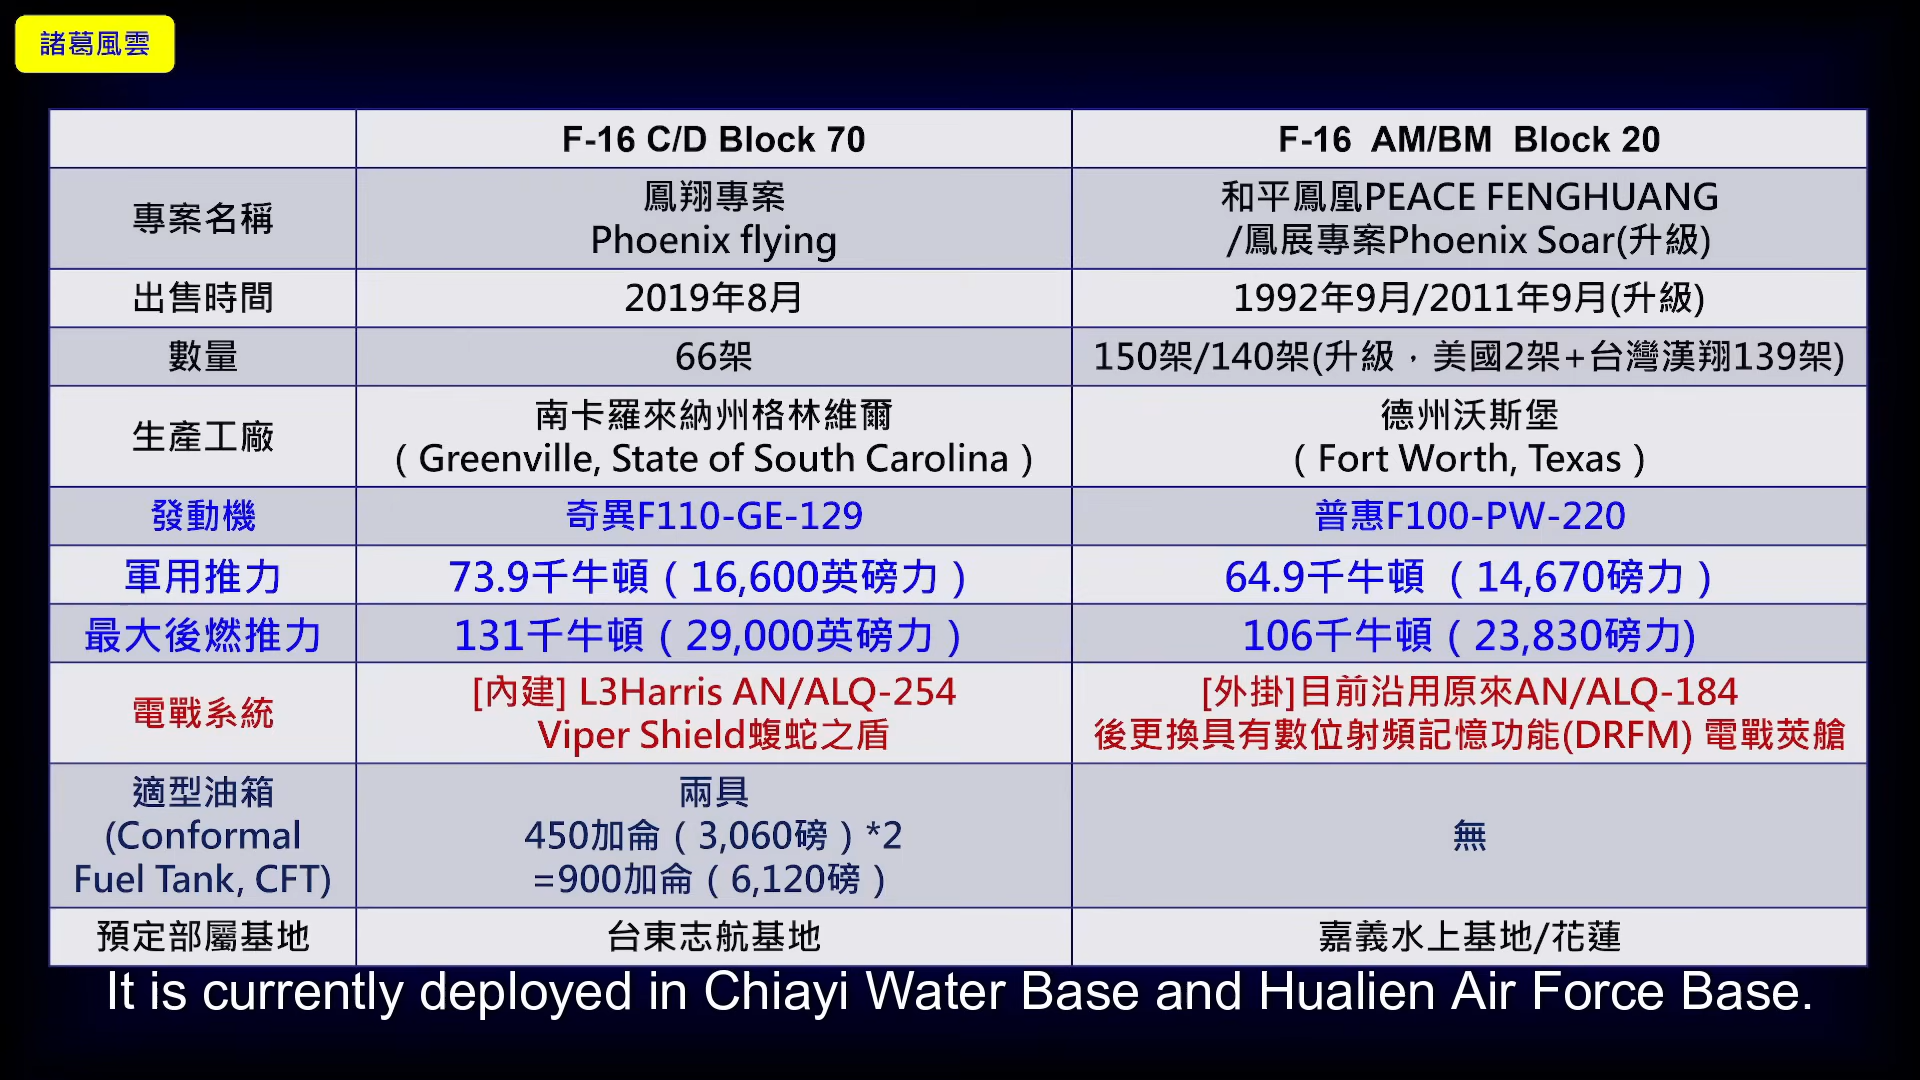 諸葛風雲
F-16 C/D Block 70
F-16 AM/BM Block 20
專案名稱
鳳翔專案
Phoenix flying
和平鳳凰PEACE FENGHUANG
/鳳展專案Phoenix Soar(升級)
出售時間
2019年8月
1992年9月/2011年9月(升級)
數量
66架
150架/140架(升級，美國2架+台灣漢翔139架)
生產工廠
南卡羅來納州格林維爾
（Greenville, State of South Carolina）
德州沃斯堡
（Fort Worth, Texas）
發動機
奇異F110-GE-129
普惠F100-PW-220
軍用推力
73.9千牛頓（16,600英磅力）
64.9千牛頓 （14,670磅力）
最大後燃推力
131千牛頓（29,000英磅力）
106千牛頓（23,830磅力)
電戰系統
[內建] L3Harris AN/ALQ-254
Viper Shield蝮蛇之盾
[外掛]目前沿用原來AN/ALQ-184
後更換具有數位射頻記憶功能(DRFM) 電戰莢艙
適型油箱
(Conformal
Fuel Tank, CFT)
兩具
450加侖（3,060磅）*2
=900加侖（6,120磅）
無
預定部屬基地
台東志航基地
嘉義水上基地/花蓮
It is currently deployed in Chiayi Water Base and Hualien Air Force Base.